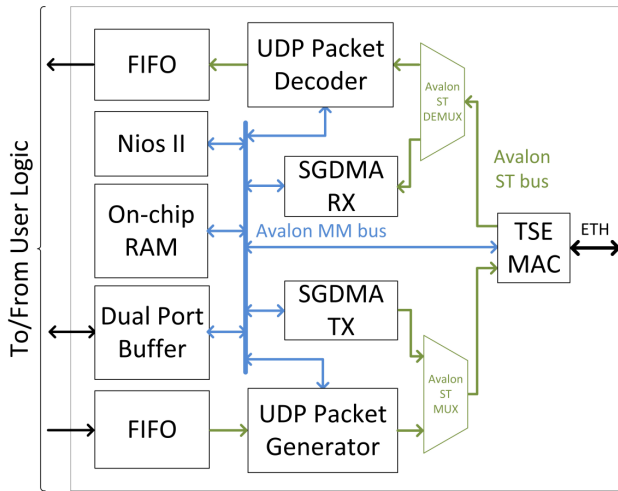 To/From User Logic
FIFO
UDP Packet
Decoder
Avalon
ST
DEMUX
Nios II
SGDMA
RX
Avalon
ST bus
On-chip
RAM
Avalon MM bus
TSE
MAC
ETH
Dual Port
Buffer
SGDMA
TX
Avalon
ST
MUX
FIFO
UDP Packet
Generator